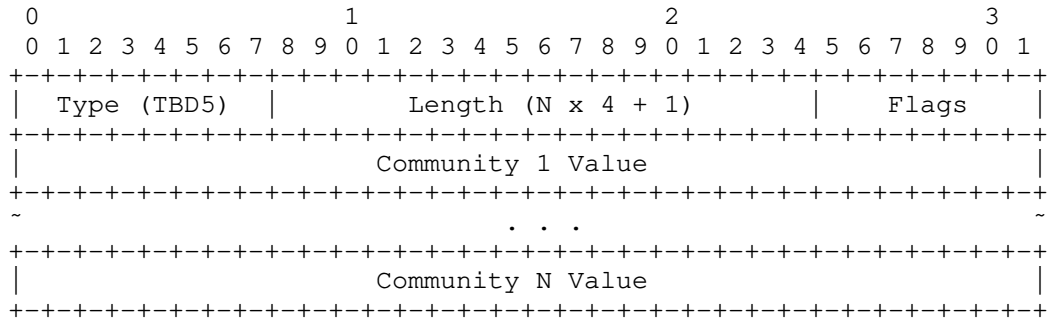 0                   1                   2                   3
 0 1 2 3 4 5 6 7 8 9 0 1 2 3 4 5 6 7 8 9 0 1 2 3 4 5 6 7 8 9 0 1
+-+-+-+-+-+-+-+-+-+-+-+-+-+-+-+-+-+-+-+-+-+-+-+-+-+-+-+-+-+-+-+-+
|  Type (TBD5)  |        Length (N x 4 + 1)       |    Flags    |
+-+-+-+-+-+-+-+-+-+-+-+-+-+-+-+-+-+-+-+-+-+-+-+-+-+-+-+-+-+-+-+-+
|                      Community 1 Value                        |
+-+-+-+-+-+-+-+-+-+-+-+-+-+-+-+-+-+-+-+-+-+-+-+-+-+-+-+-+-+-+-+-+
~                              . . .                            ~
+-+-+-+-+-+-+-+-+-+-+-+-+-+-+-+-+-+-+-+-+-+-+-+-+-+-+-+-+-+-+-+-+
|                      Community N Value                        |
+-+-+-+-+-+-+-+-+-+-+-+-+-+-+-+-+-+-+-+-+-+-+-+-+-+-+-+-+-+-+-+-+